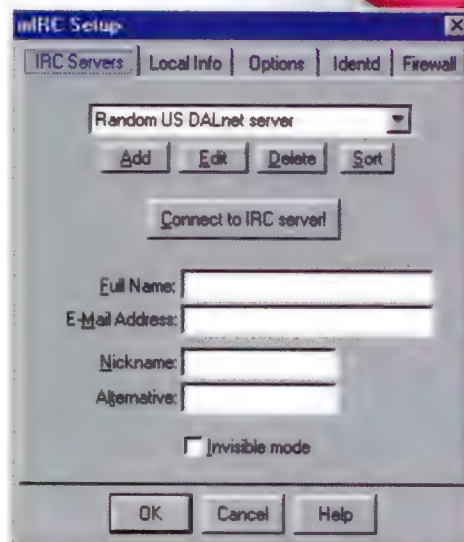 mIRC Setup
IRC Servers Local Info Options Identd Firewall
Random US DALnet server
Add Edit Delete Sort
Connect to IRC server!
Full Name:
E-Mail Address:
Nickname:
Alternative:
Invisible mode
OK Cancel Help